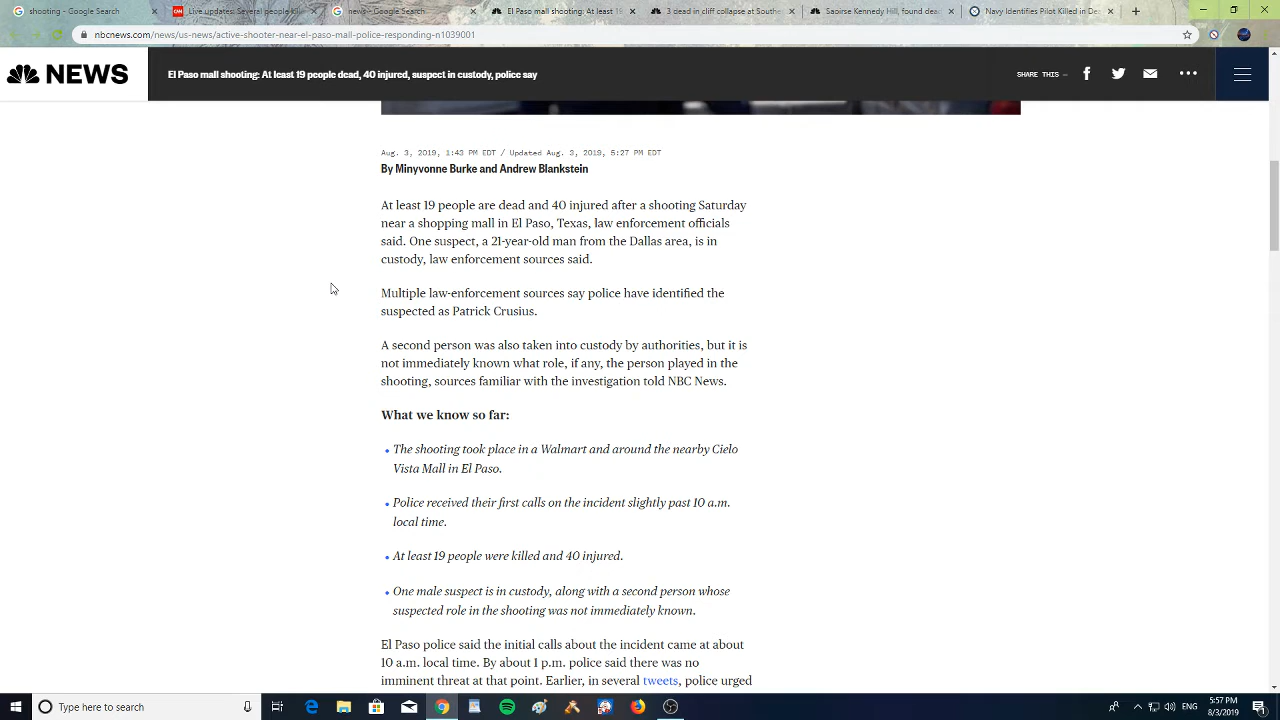 shooting - Google Search
Live updates: Several people kill
news - Google Search
El Paso mall shooting: At least 19
3 dead in cliff collapse at Southe
Saoirse Kennedy Hill, found dea
Navy Identifies Pilot Killed in De
nbcnews.com/news/us-news/active-shooter-near-el-paso-mall-police-responding-n1039001
NEWS
El Paso mall shooting: At least 19 people dead, 40 injured, suspect in custody, police say
SHARE THIS —
Aug. 3, 2019, 1:43 PM EDT / Updated Aug. 3, 2019, 5:27 PM EDT
By Minyvonne Burke and Andrew Blankstein
At least 19 people are dead and 40 injured after a shooting Saturday
near a shopping mall in El Paso, Texas, law enforcement officials
said. One suspect, a 21-year-old man from the Dallas area, is in
custody, law enforcement sources said.
Multiple law-enforcement sources say police have identified the
suspected as Patrick Crusius.
A second person was also taken into custody by authorities, but it is
not immediately known what role, if any, the person played in the
shooting, sources familiar with the investigation told NBC News.
What we know so far:
• The shooting took place in a Walmart and around the nearby Cielo
Vista Mall in El Paso.
• Police received their first calls on the incident slightly past 10 a.m.
local time.
• At least 19 people were killed and 40 injured.
• One male suspect is in custody, along with a second person whose
suspected role in the shooting was not immediately known.
El Paso police said the initial calls about the incident came at about
10 a.m. local time. By about 1 p.m. police said there was no
imminent threat at that point. Earlier, in several tweets, police urged
Type here to search
ENG
5:57 PM
8/3/2019